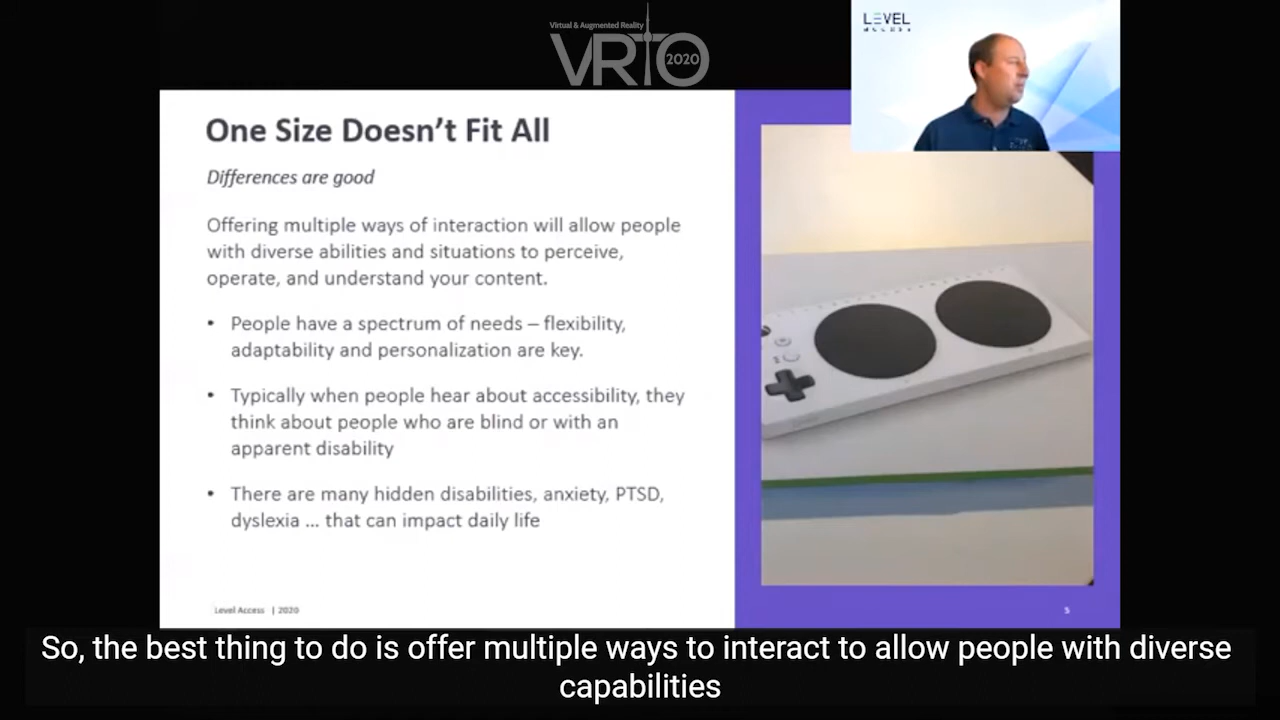 Virtual & Augmented Reality
VRTO
2020
LEVEL
One Size Doesn't Fit All
Differences are good
Offering multiple ways of interaction will allow people
with diverse abilities and situations to perceive,
operate, and understand your content.
• People have a spectrum of needs – flexibility,
adaptability and personalization are key.
• Typically when people hear about accessibility, they
think about people who are blind or with an
apparent disability
• There are many hidden disabilities, anxiety, PTSD,
dyslexia ... that can impact daily life
Level Access | 2020
5
So, the best thing to do is offer multiple ways to interact to allow people with diverse
capabilities